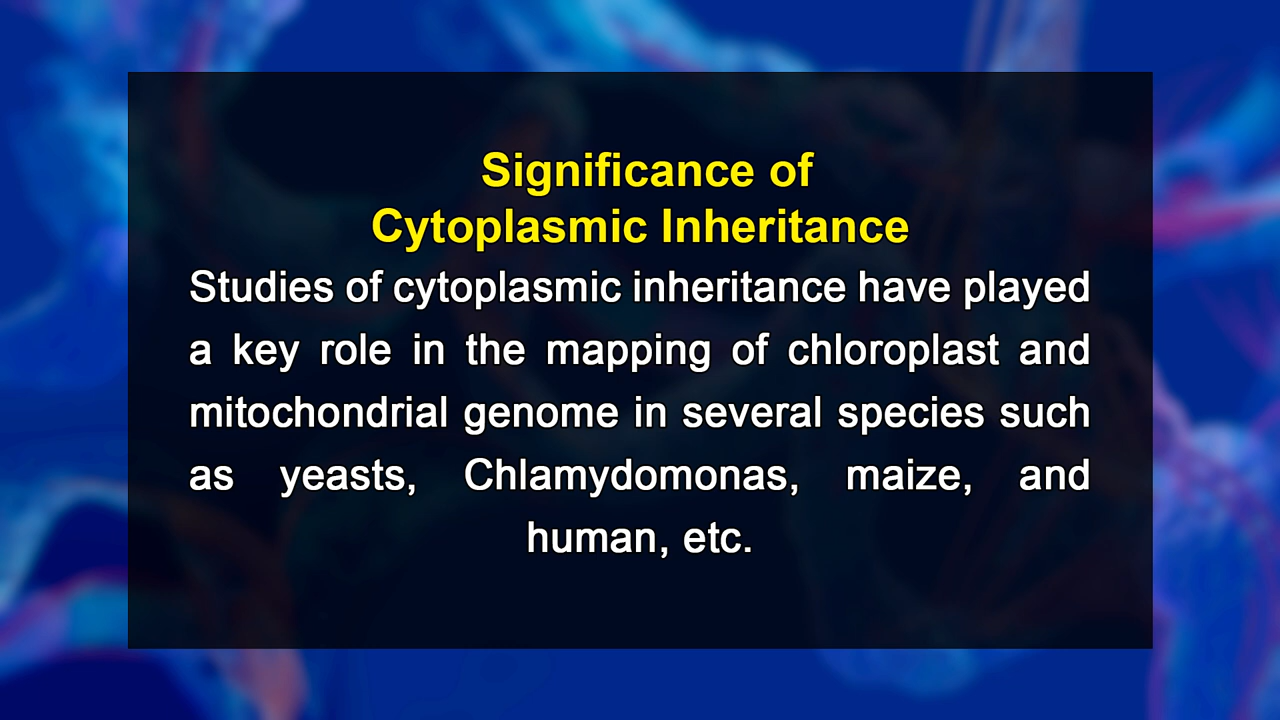 Significance of
Cytoplasmic Inheritance
Studies of cytoplasmic inheritance have played
a key role in the mapping of chloroplast and
mitochondrial genome in several species such
as yeasts, Chlamydomonas, maize, and
human, etc.